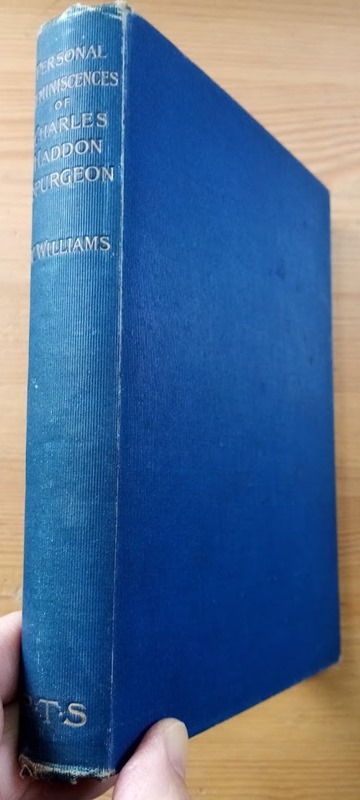 PERSONAL
REMINISCENCES
OF
CHARLES
HADDON
SPURGEON
W. WILLIAMS
R·T·S